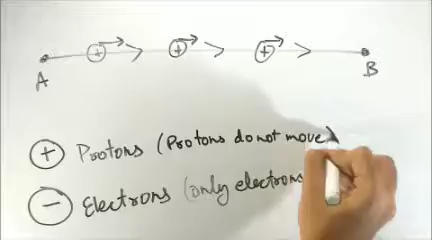 + + +
A B
+ Protons (Protons do not move)
- Electrons (only electrons